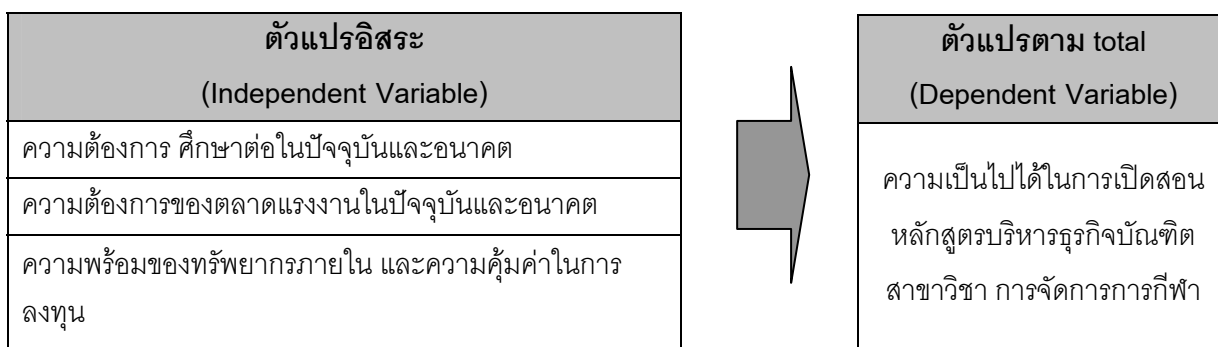 ตัวแปรอิสระ
(Independent Variable)
ความต้องการ ศึกษาต่อในปัจจุบันและอนาคต
ความต้องการของตลาดแรงงานในปัจจุบันและอนาคต
ความพร้อมของทรัพยากรภายใน และความคุ้มค่าในการ
ลงทุน
ตัวแปรตาม total
(Dependent Variable)
ความเป็นไปได้ในการเปิดสอน
หลักสูตรบริหารธุรกิจบัณฑิต
สาขาวิชา การจัดการการกีฬา